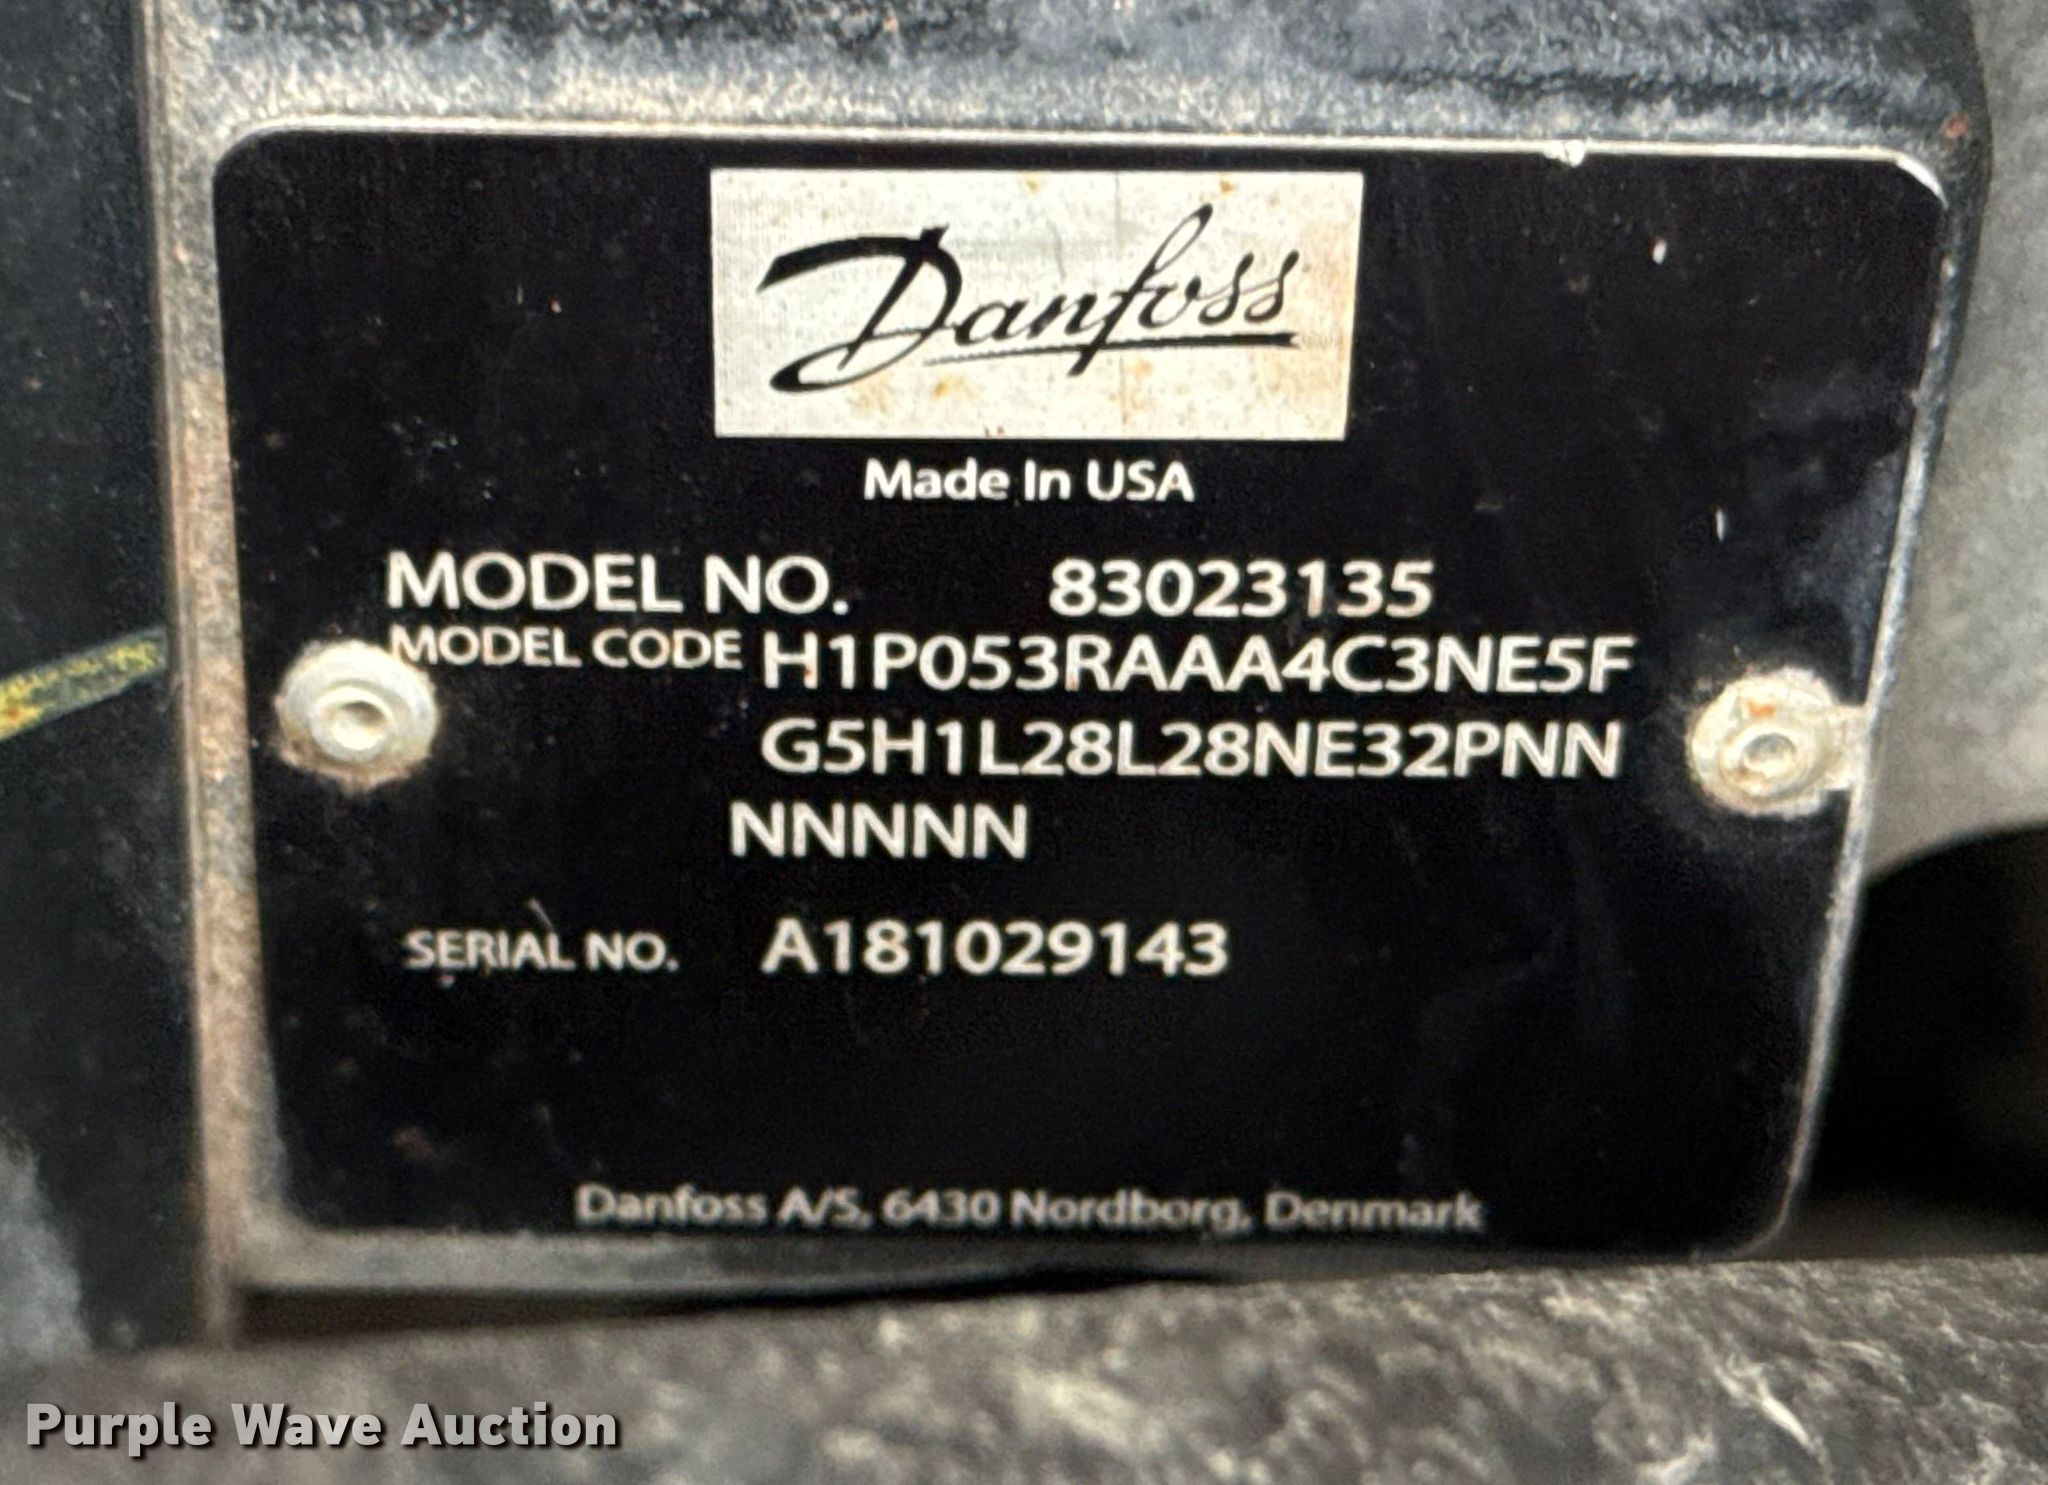 Danfoss
Made In USA
MODEL NO. 83023135
MODEL CODE H1P053RAAA4C3NE5F
G5H1L28L28NE32PNN
NNNNN
SERIAL NO. A181029143
Danfoss A/S, 6430 Nordborg, Denmark
Purple Wave Auction